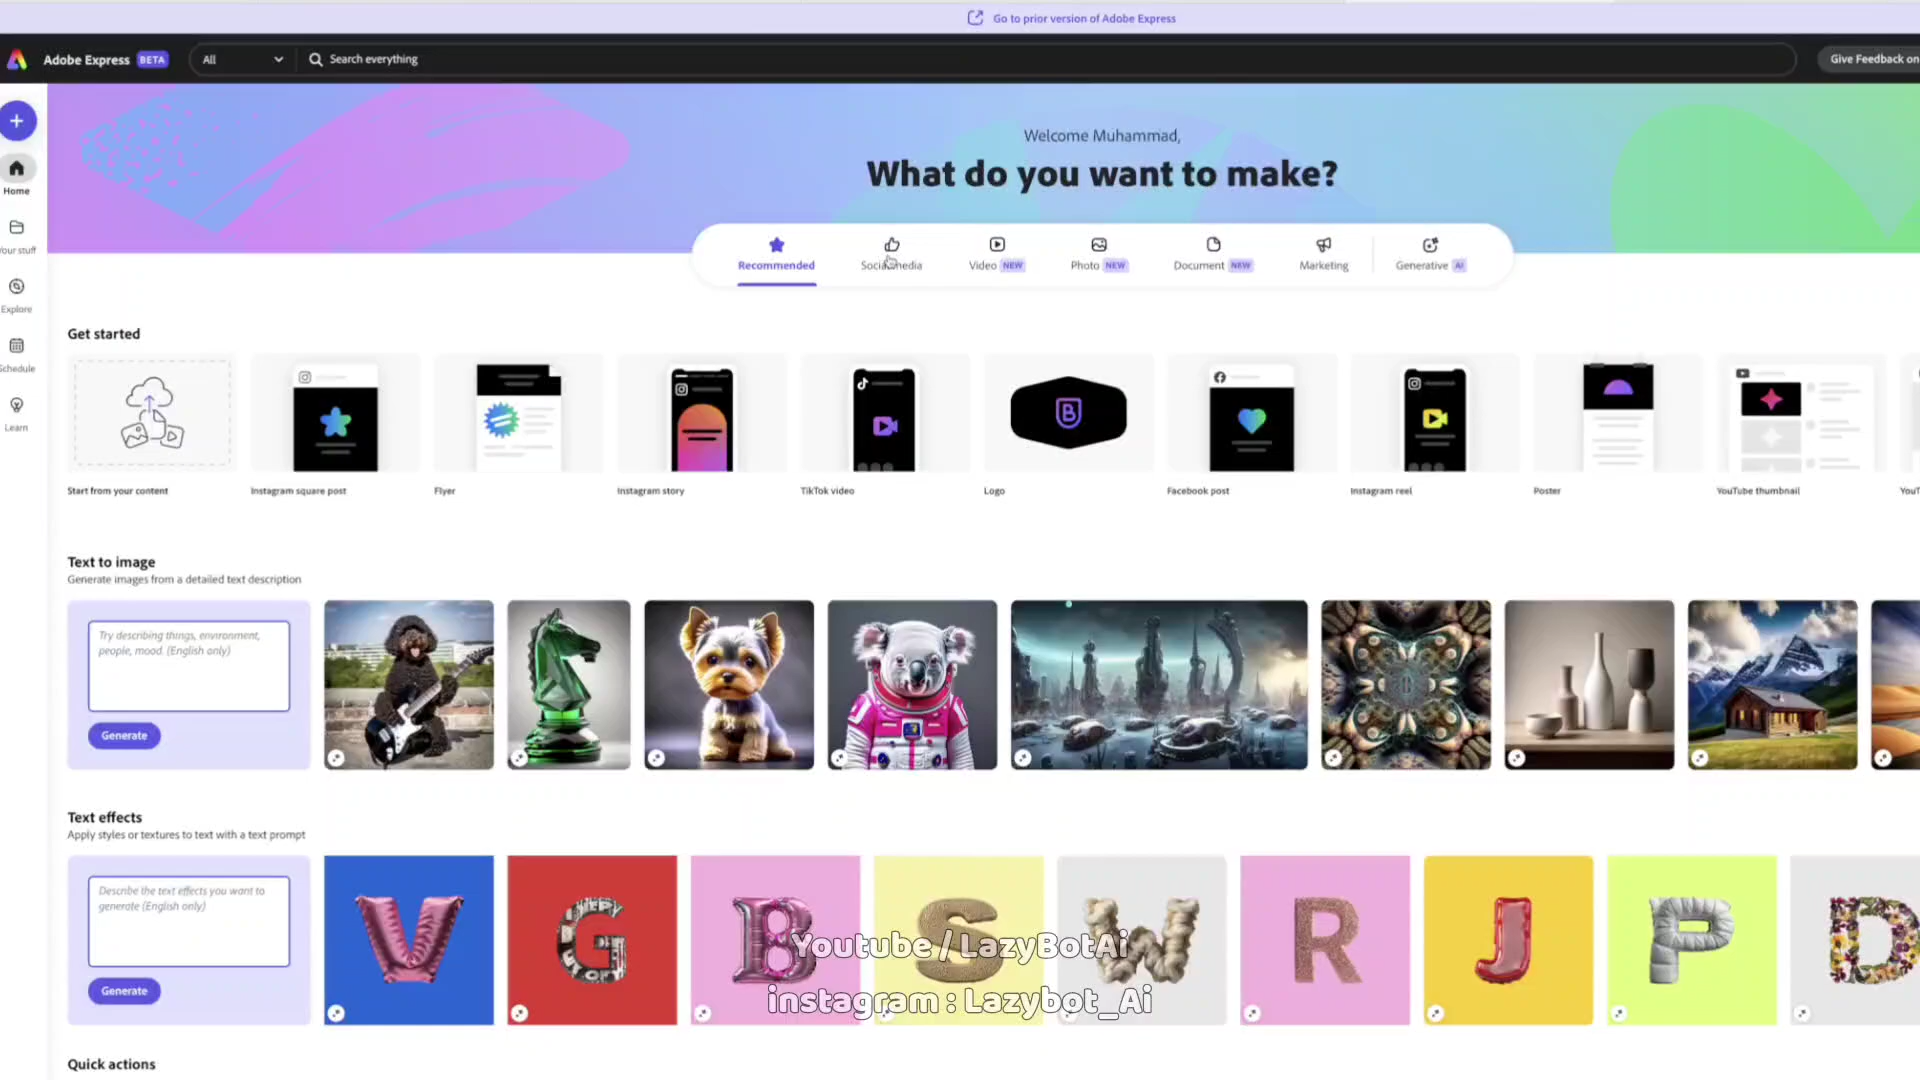 Go to prior version of Adobe Express
Adobe Express BETA
All
Search everything
Give Feedback on
Welcome Muhammad,
What do you want to make?
Home
Your stuff
Explore
Schedule
Learn
Recommended
Social media
Video NEW
Photo NEW
Document NEW
Marketing
Generative AI
Get started
Start from your content
Instagram square post
Flyer
Instagram story
TikTok video
Logo
Facebook post
Instagram reel
Poster
YouTube thumbnail
YouT
Text to image
Generate images from a detailed text description
Try describing things, environment,
people, mood. (English only)
Generate
Text effects
Apply styles or textures to text with a text prompt
Describe the text effects you want to
generate (English only)
Generate
V
G
B
S
W
R
J
P
D
Youtube / LazyBotAi
instagram : Lazybot_Ai
Quick actions